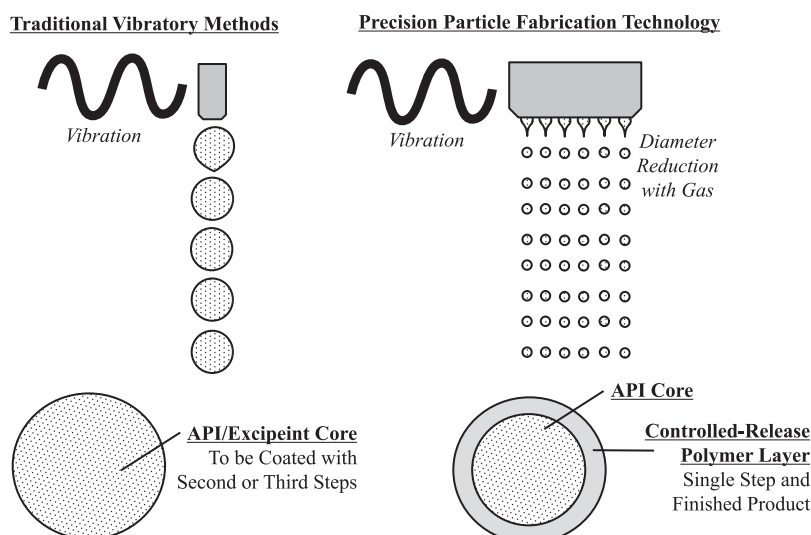 Traditional Vibratory Methods
Vibration
API/Excipeint Core
To be Coated with
Second or Third Steps
Precision Particle Fabrication Technology
Vibration
Diameter
Reduction
with Gas
API Core
Controlled-Release
Polymer Layer
Single Step and
Finished Product